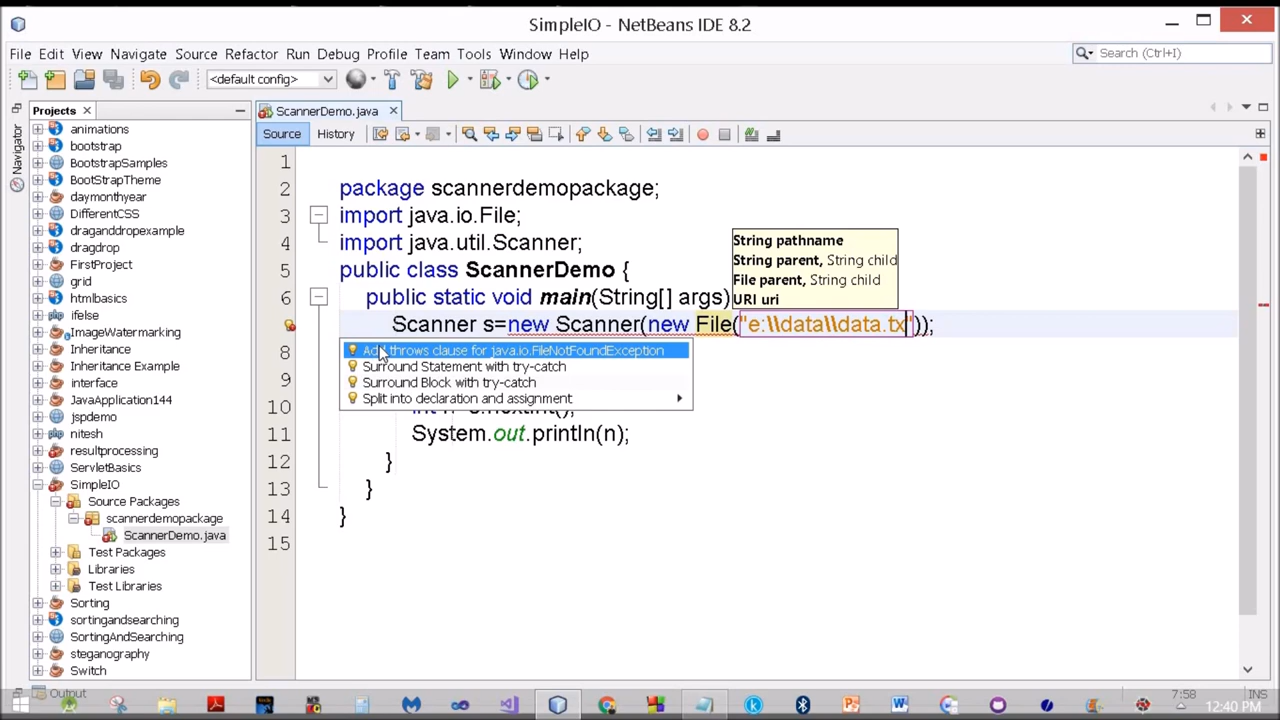 SimpleIO - NetBeans IDE 8.2
File Edit View Navigate Source Refactor Run Debug Profile Team Tools Window Help
Search (Ctrl+I)
<default config>
Projects
ScannerDemo.java
Navigator
Source History
animations
bootstrap
BootstrapSamples
BootStrapTheme
daymonthyear
DifferentCSS
draganddropexample
dragdrop
FirstProject
grid
htmlbasics
ifelse
ImageWatermarking
Inheritance
Inheritance Example
interface
JavaApplication144
jspdemo
nitesh
resultprocessing
ServletBasics
SimpleIO
Source Packages
scannerdemopackage
ScannerDemo.java
Test Packages
Libraries
Test Libraries
Sorting
sortingandsearching
SortingAndSearching
steganography
Switch
1
2 package scannerdemopackage;
3 import java.io.File;
4 import java.util.Scanner;
5 public class ScannerDemo {
6 public static void main(String[] args)
Scanner s=new Scanner(new File("e:\\data\\data.tx"));
8
9
10
11 System.out.println(n);
12 }
13 }
14 }
15
String pathname
String parent, String child
File parent, String child
URI uri
Add throws clause for java.io.FileNotFoundException
Surround Statement with try-catch
Surround Block with try-catch
Split into declaration and assignment
Output
7:58
INS
12:40 PM